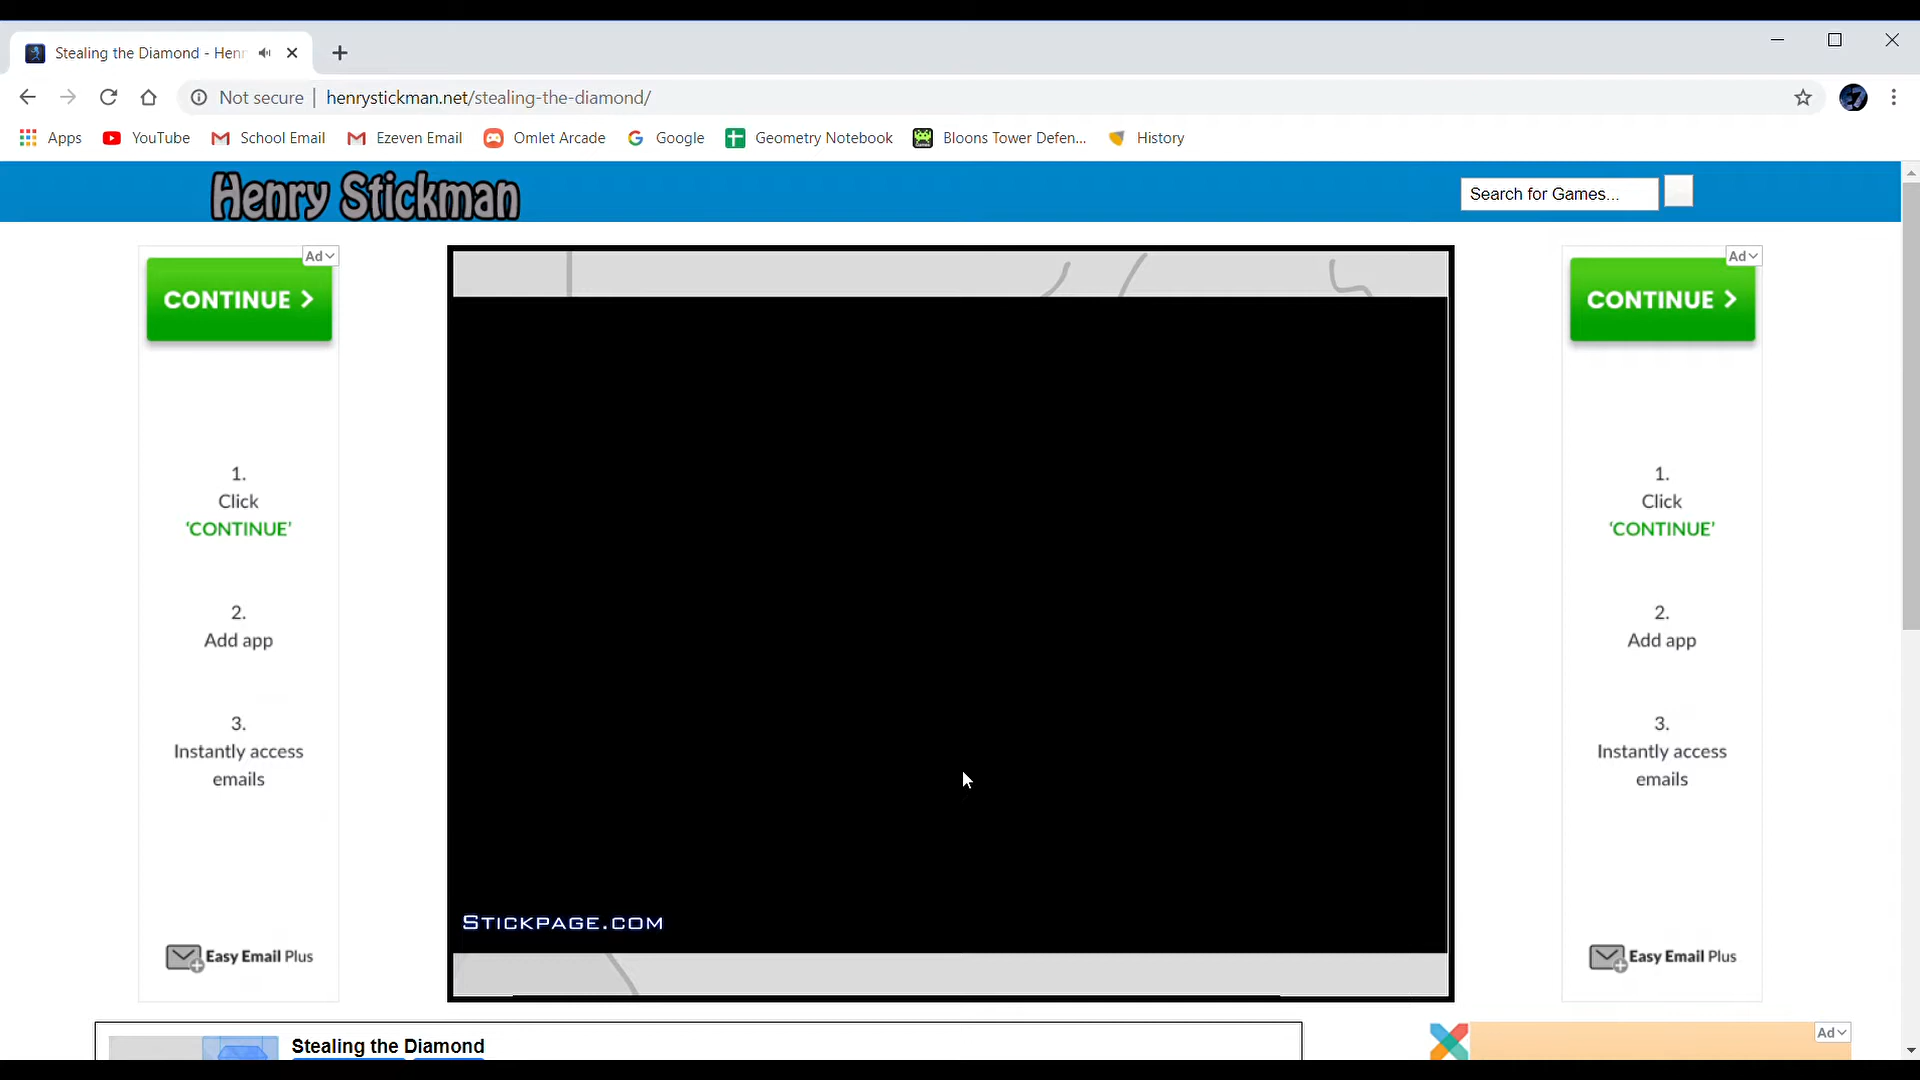 Stealing the Diamond - Henr
Not secure
henrystickman.net/stealing-the-diamond/
Apps
YouTube
School Email
Ezeven Email
Omlet Arcade
Google
Geometry Notebook
Bloons Tower Defen...
History
Henry Stickman
Search for Games...
Ad
CONTINUE >
1.
Click
'CONTINUE'
2.
Add app
3.
Instantly access
emails
Easy Email Plus
STICKPAGE.COM
Ad
CONTINUE >
1.
Click
'CONTINUE'
2.
Add app
3.
Instantly access
emails
Easy Email Plus
Stealing the Diamond
Ad